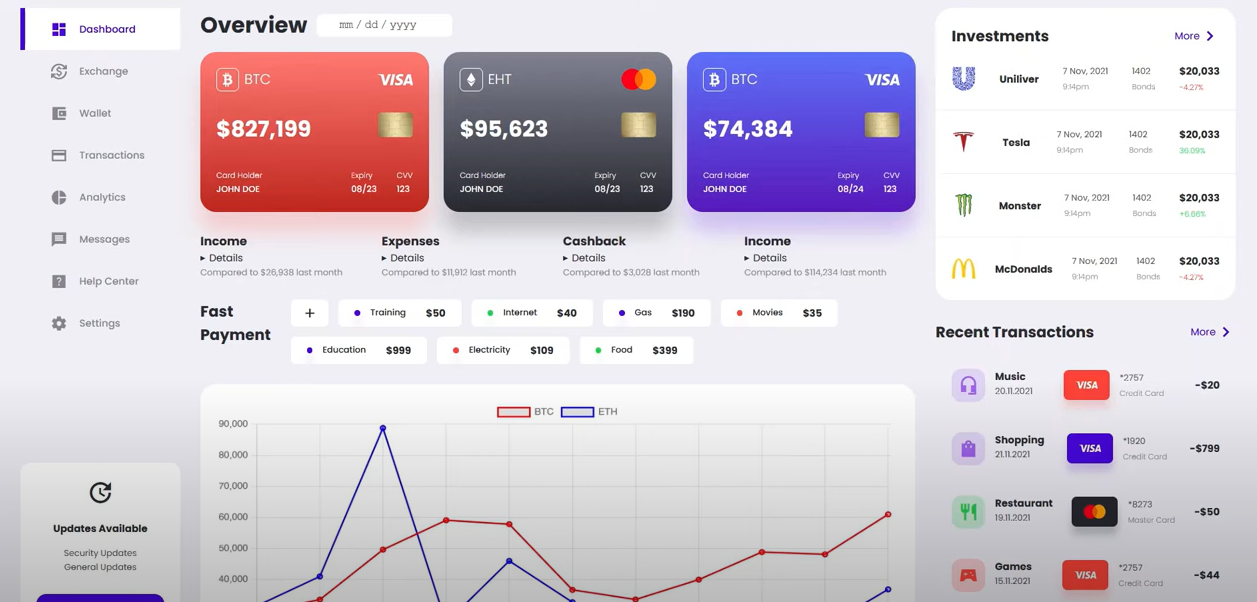 Dashboard
Exchange
Wallet
Transactions
Analytics
Messages
Help Center
Settings
Updates Available
Security Updates
General Updates
Overview
mm / dd / yyyy
BTC VISA
$827,199
Card Holder Expiry CVV
JOHN DOE 08/23 123
EHT
$95,623
Card Holder Expiry CVV
JOHN DOE 08/23 123
BTC VISA
$74,384
Card Holder Expiry CVV
JOHN DOE 08/24 123
Income
Details
Compared to $26,938 last month
Expenses
Details
Compared to $11,912 last month
Cashback
Details
Compared to $3,028 last month
Income
Details
Compared to $114,234 last month
Fast
Payment
+ Training $50 Internet $40 Gas $190 Movies $35
Education $999 Electricity $109 Food $399
BTC ETH
90,000
80,000
70,000
60,000
50,000
40,000
Investments More
Uniliver 7 Nov, 2021 1402 $20,033
9:14pm Bonds -4.27%
Tesla 7 Nov, 2021 1402 $20,033
9:14pm Bonds 36.09%
Monster 7 Nov, 2021 1402 $20,033
9:14pm Bonds +6.66%
McDonalds 7 Nov, 2021 1402 $20,033
9:14pm Bonds -4.27%
Recent Transactions More
Music VISA *2757 -$20
20.11.2021 Credit Card
Shopping VISA *1920 -$799
21.11.2021 Credit Card
Restaurant *8273 -$50
19.11.2021 Master Card
Games VISA *2757 -$44
15.11.2021 Credit Card